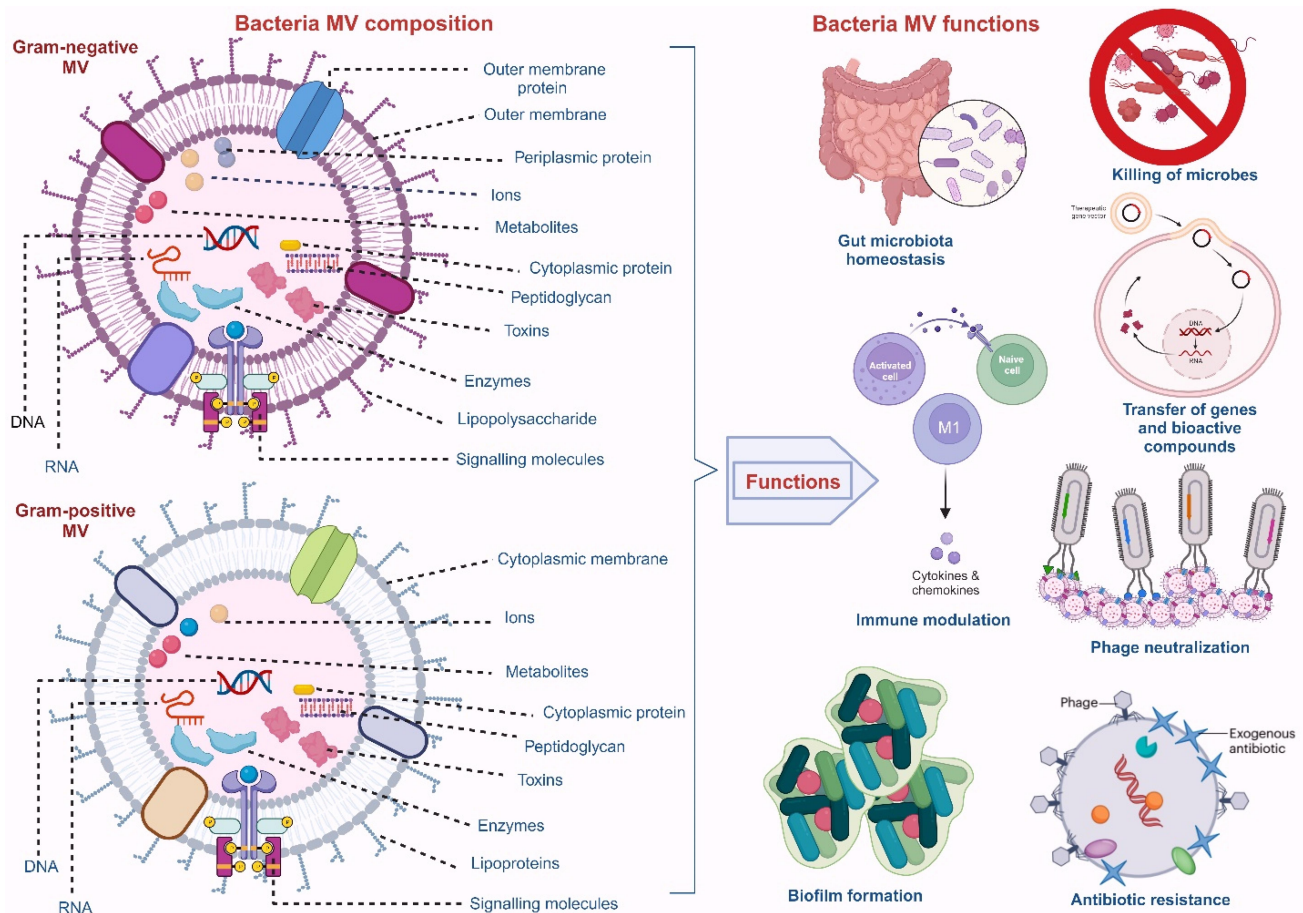 Bacteria MV composition
Gram-negative
MV
Outer membrane
protein
Outer membrane
Periplasmic protein
Ions
Metabolites
Cytoplasmic protein
Peptidoglycan
Toxins
Enzymes
Lipopolysaccharide
Signalling molecules
DNA
RNA
Gram-positive
MV
Cytoplasmic membrane
Ions
Metabolites
Cytoplasmic protein
Peptidoglycan
Toxins
Enzymes
Lipoproteins
Signalling molecules
DNA
RNA
Functions
Bacteria MV functions
Gut microbiota
homeostasis
Killing of microbes
Therapeutic
gene vector
DNA
RNA
Transfer of genes
and bioactive
compounds
Activated
cell
Naive
cell
M1
Cytokines &
chemokines
Immune modulation
Phage neutralization
Biofilm formation
Phage
Exogenous
antibiotic
Antibiotic resistance